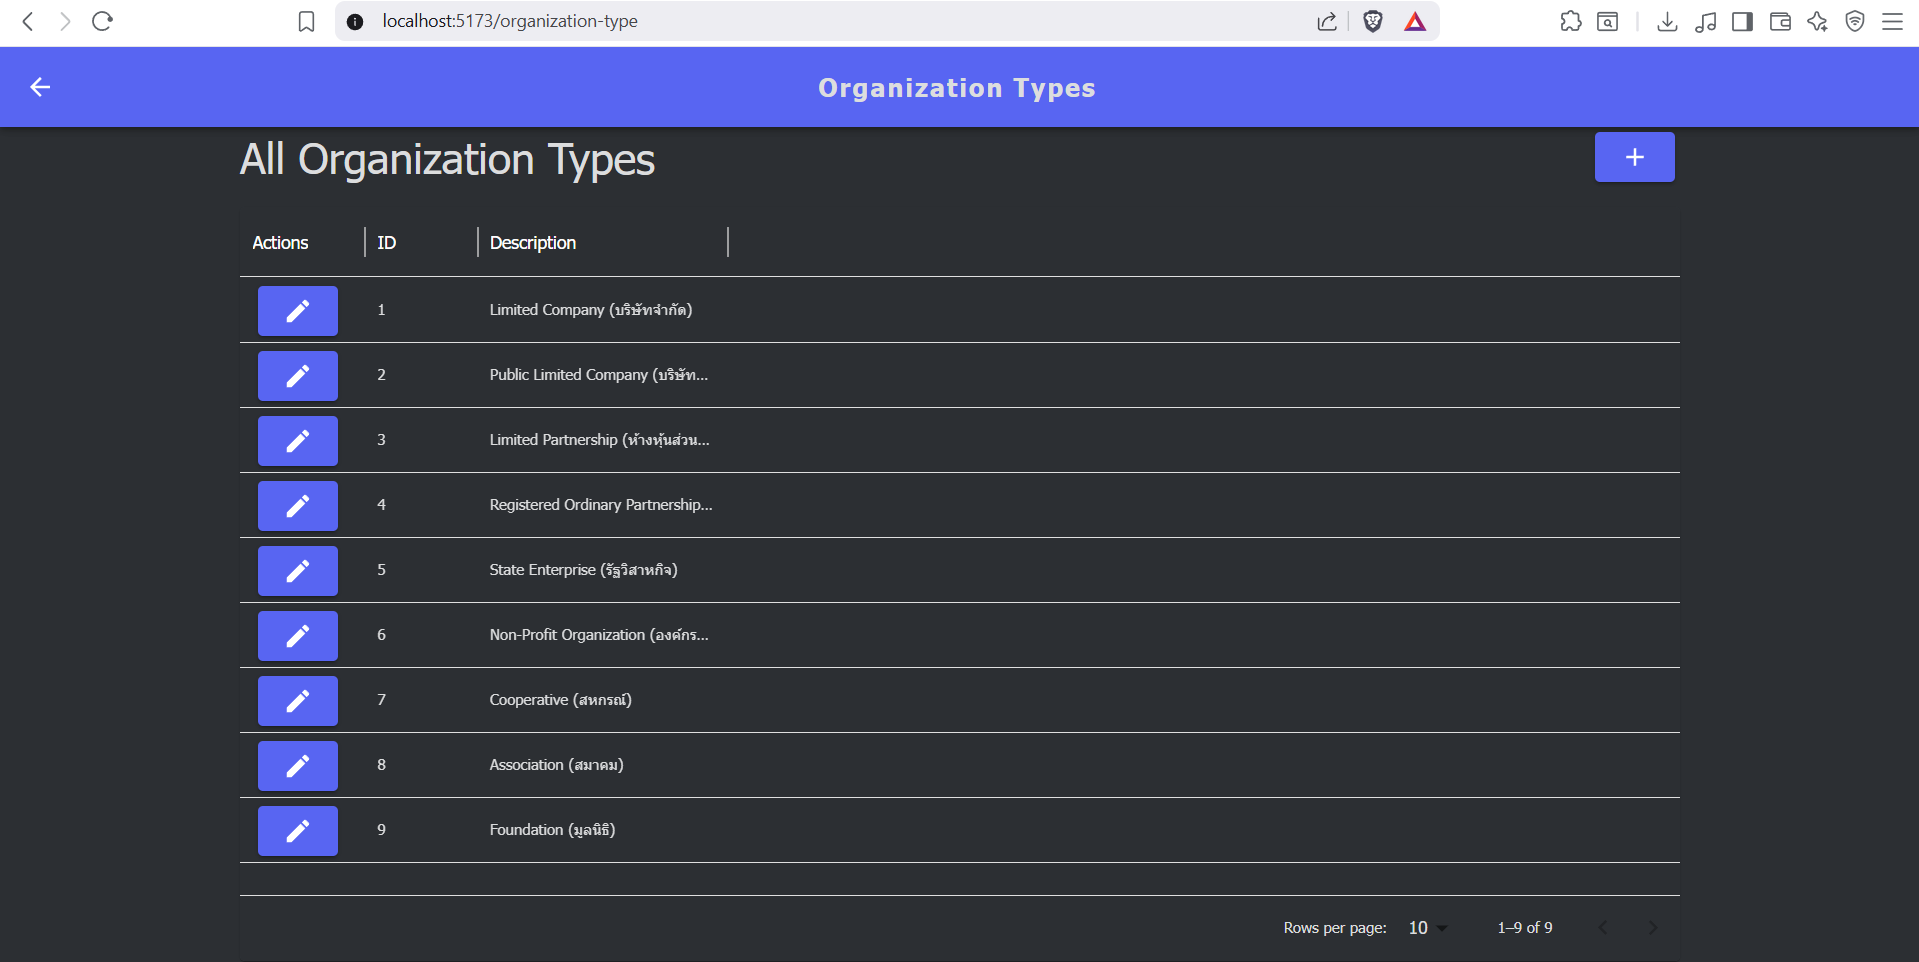 localhost:5173/organization-type
Organization Types
All Organization Types
Actions ID Description
1 Limited Company (บริษัทจำกัด)
2 Public Limited Company (บริษัท...
3 Limited Partnership (ห้างหุ้นส่วน...
4 Registered Ordinary Partnership...
5 State Enterprise (รัฐวิสาหกิจ)
6 Non-Profit Organization (องค์กร...
7 Cooperative (สหกรณ์)
8 Association (สมาคม)
9 Foundation (มูลนิธิ)
Rows per page: 10 1–9 of 9